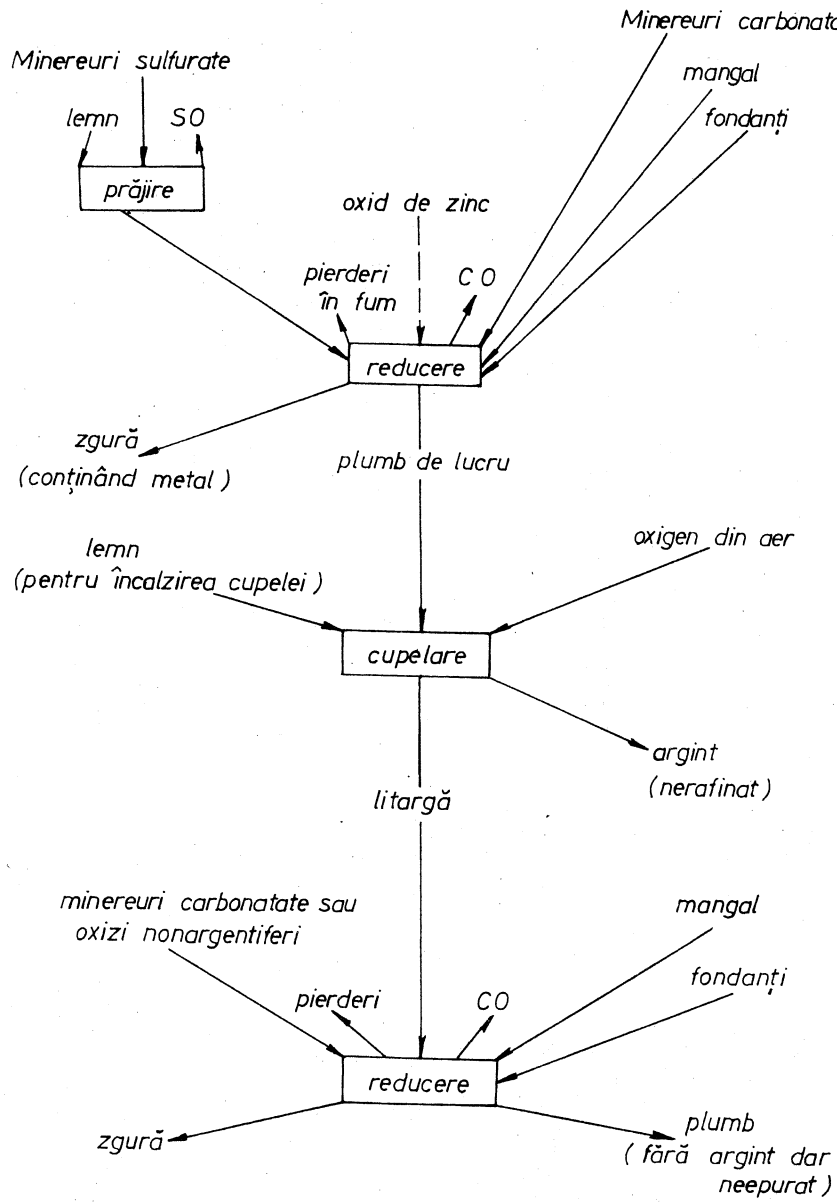 Minereuri carbonat
Minereuri sulfurate
mangal
lemn
SO
fondanți
prăjire
oxid de zinc
pierderi
în fum
CO
reducere
zgură
(conținând metal)
plumb de lucru
lemn
(pentru încalzirea cupelei)
oxigen din aer
cupelare
argint
(nerafinat)
litargă
minereuri carbonatate sau
oxizi nonargentiferi
mangal
fondanți
pierderi
CO
reducere
zgură
plumb
(fără argint dar
neepurat)